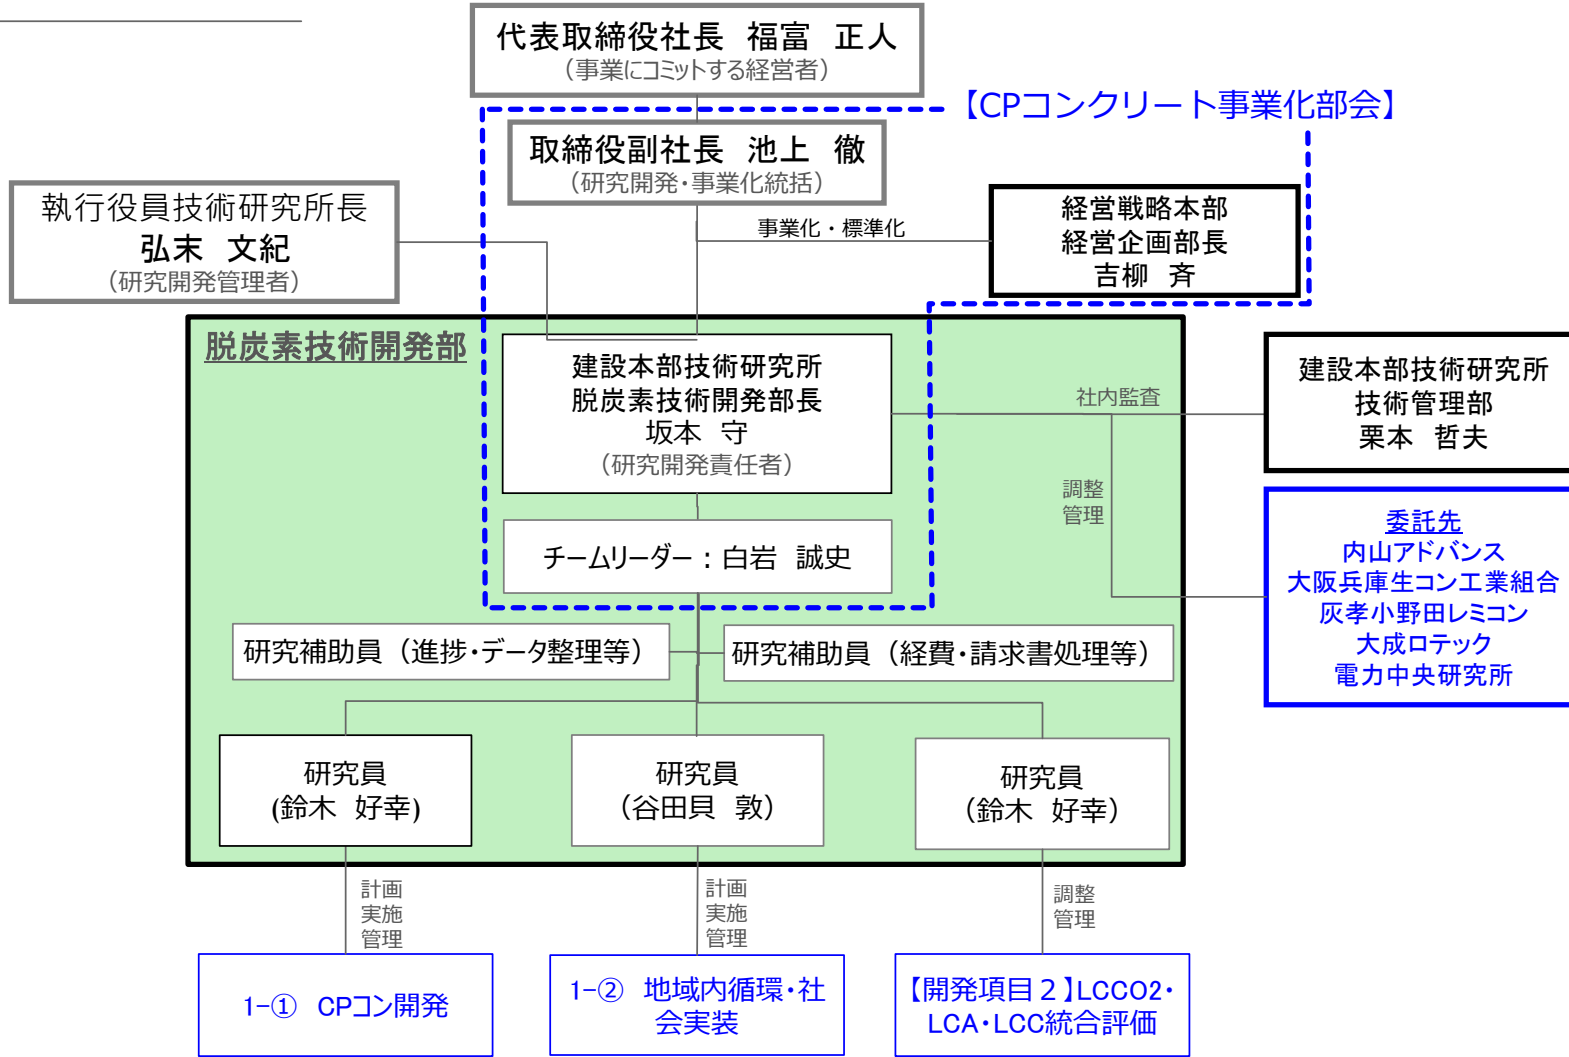 代表取締役社長　福富　正人
（事業にコミットする経営者）
【CPコンクリート事業化部会】
取締役副社長　池上　徹
（研究開発・事業化統括）
執行役員技術研究所長
弘末　文紀
（研究開発管理者）
事業化・標準化
経営戦略本部
経営企画部長
吉柳　斉
脱炭素技術開発部
建設本部技術研究所
脱炭素技術開発部長
坂本　守
（研究開発責任者）
社内監査
建設本部技術研究所
技術管理部
栗本　哲夫
調整
管理
委託先
内山アドバンス
大阪兵庫生コン工業組合
灰孝小野田レミコン
大成ロテック
電力中央研究所
チームリーダー：白岩　誠史
研究補助員（進捗・データ整理等）
研究補助員（経費・請求書処理等）
研究員
(鈴木　好幸)
研究員
（谷田貝　敦）
研究員
（鈴木　好幸）
計画
実施
管理
計画
実施
管理
調整
管理
1-①　CPコン開発
1-②　地域内循環・社
会実装
【開発項目２】LCCO2・
LCA・LCC統合評価